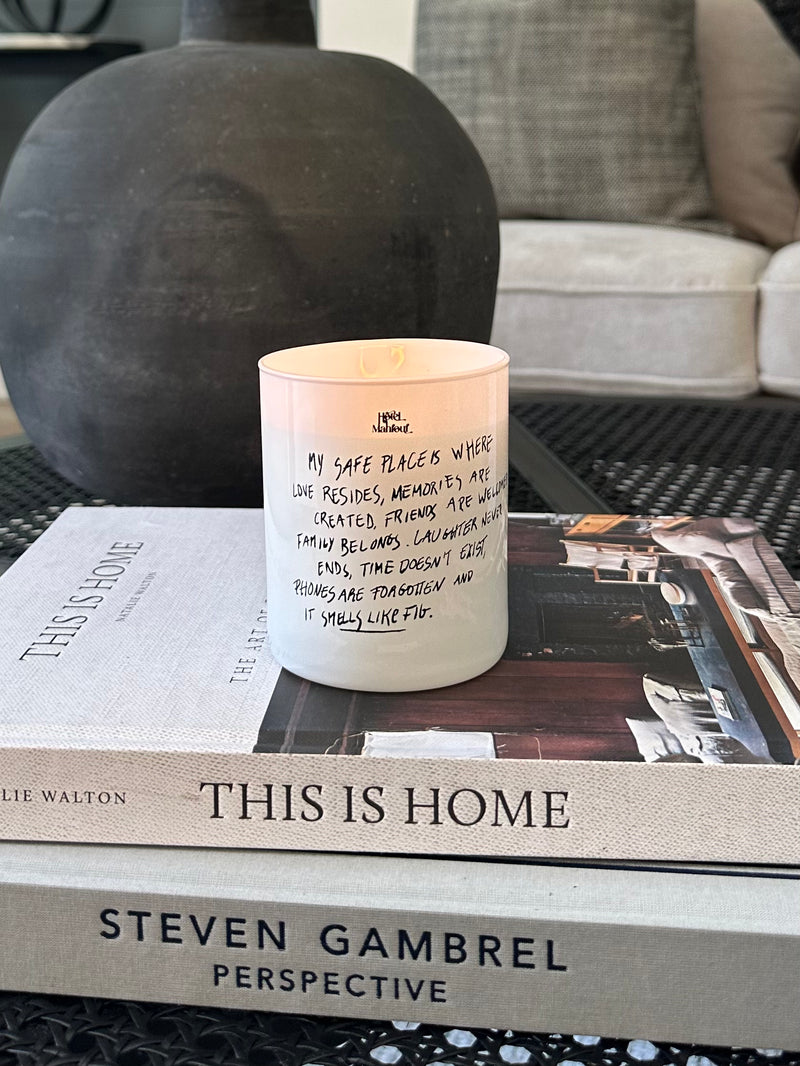 Hôtel
Mahfouf
MY SAFE PLACE IS WHERE
LOVE RESIDES, MEMORIES ARE
CREATED, FRIENDS ARE WELCOME
FAMILY BELONGS. LAUGHTER NEVER
ENDS, TIME DOESN'T EXIST,
PHONES ARE FORGOTTEN AND
IT SMELLS LIKE FIG.
THIS IS HOME
NATALIE WALTON
THE ART OF
LIE WALTON
THIS IS HOME
STEVEN GAMBREL
PERSPECTIVE